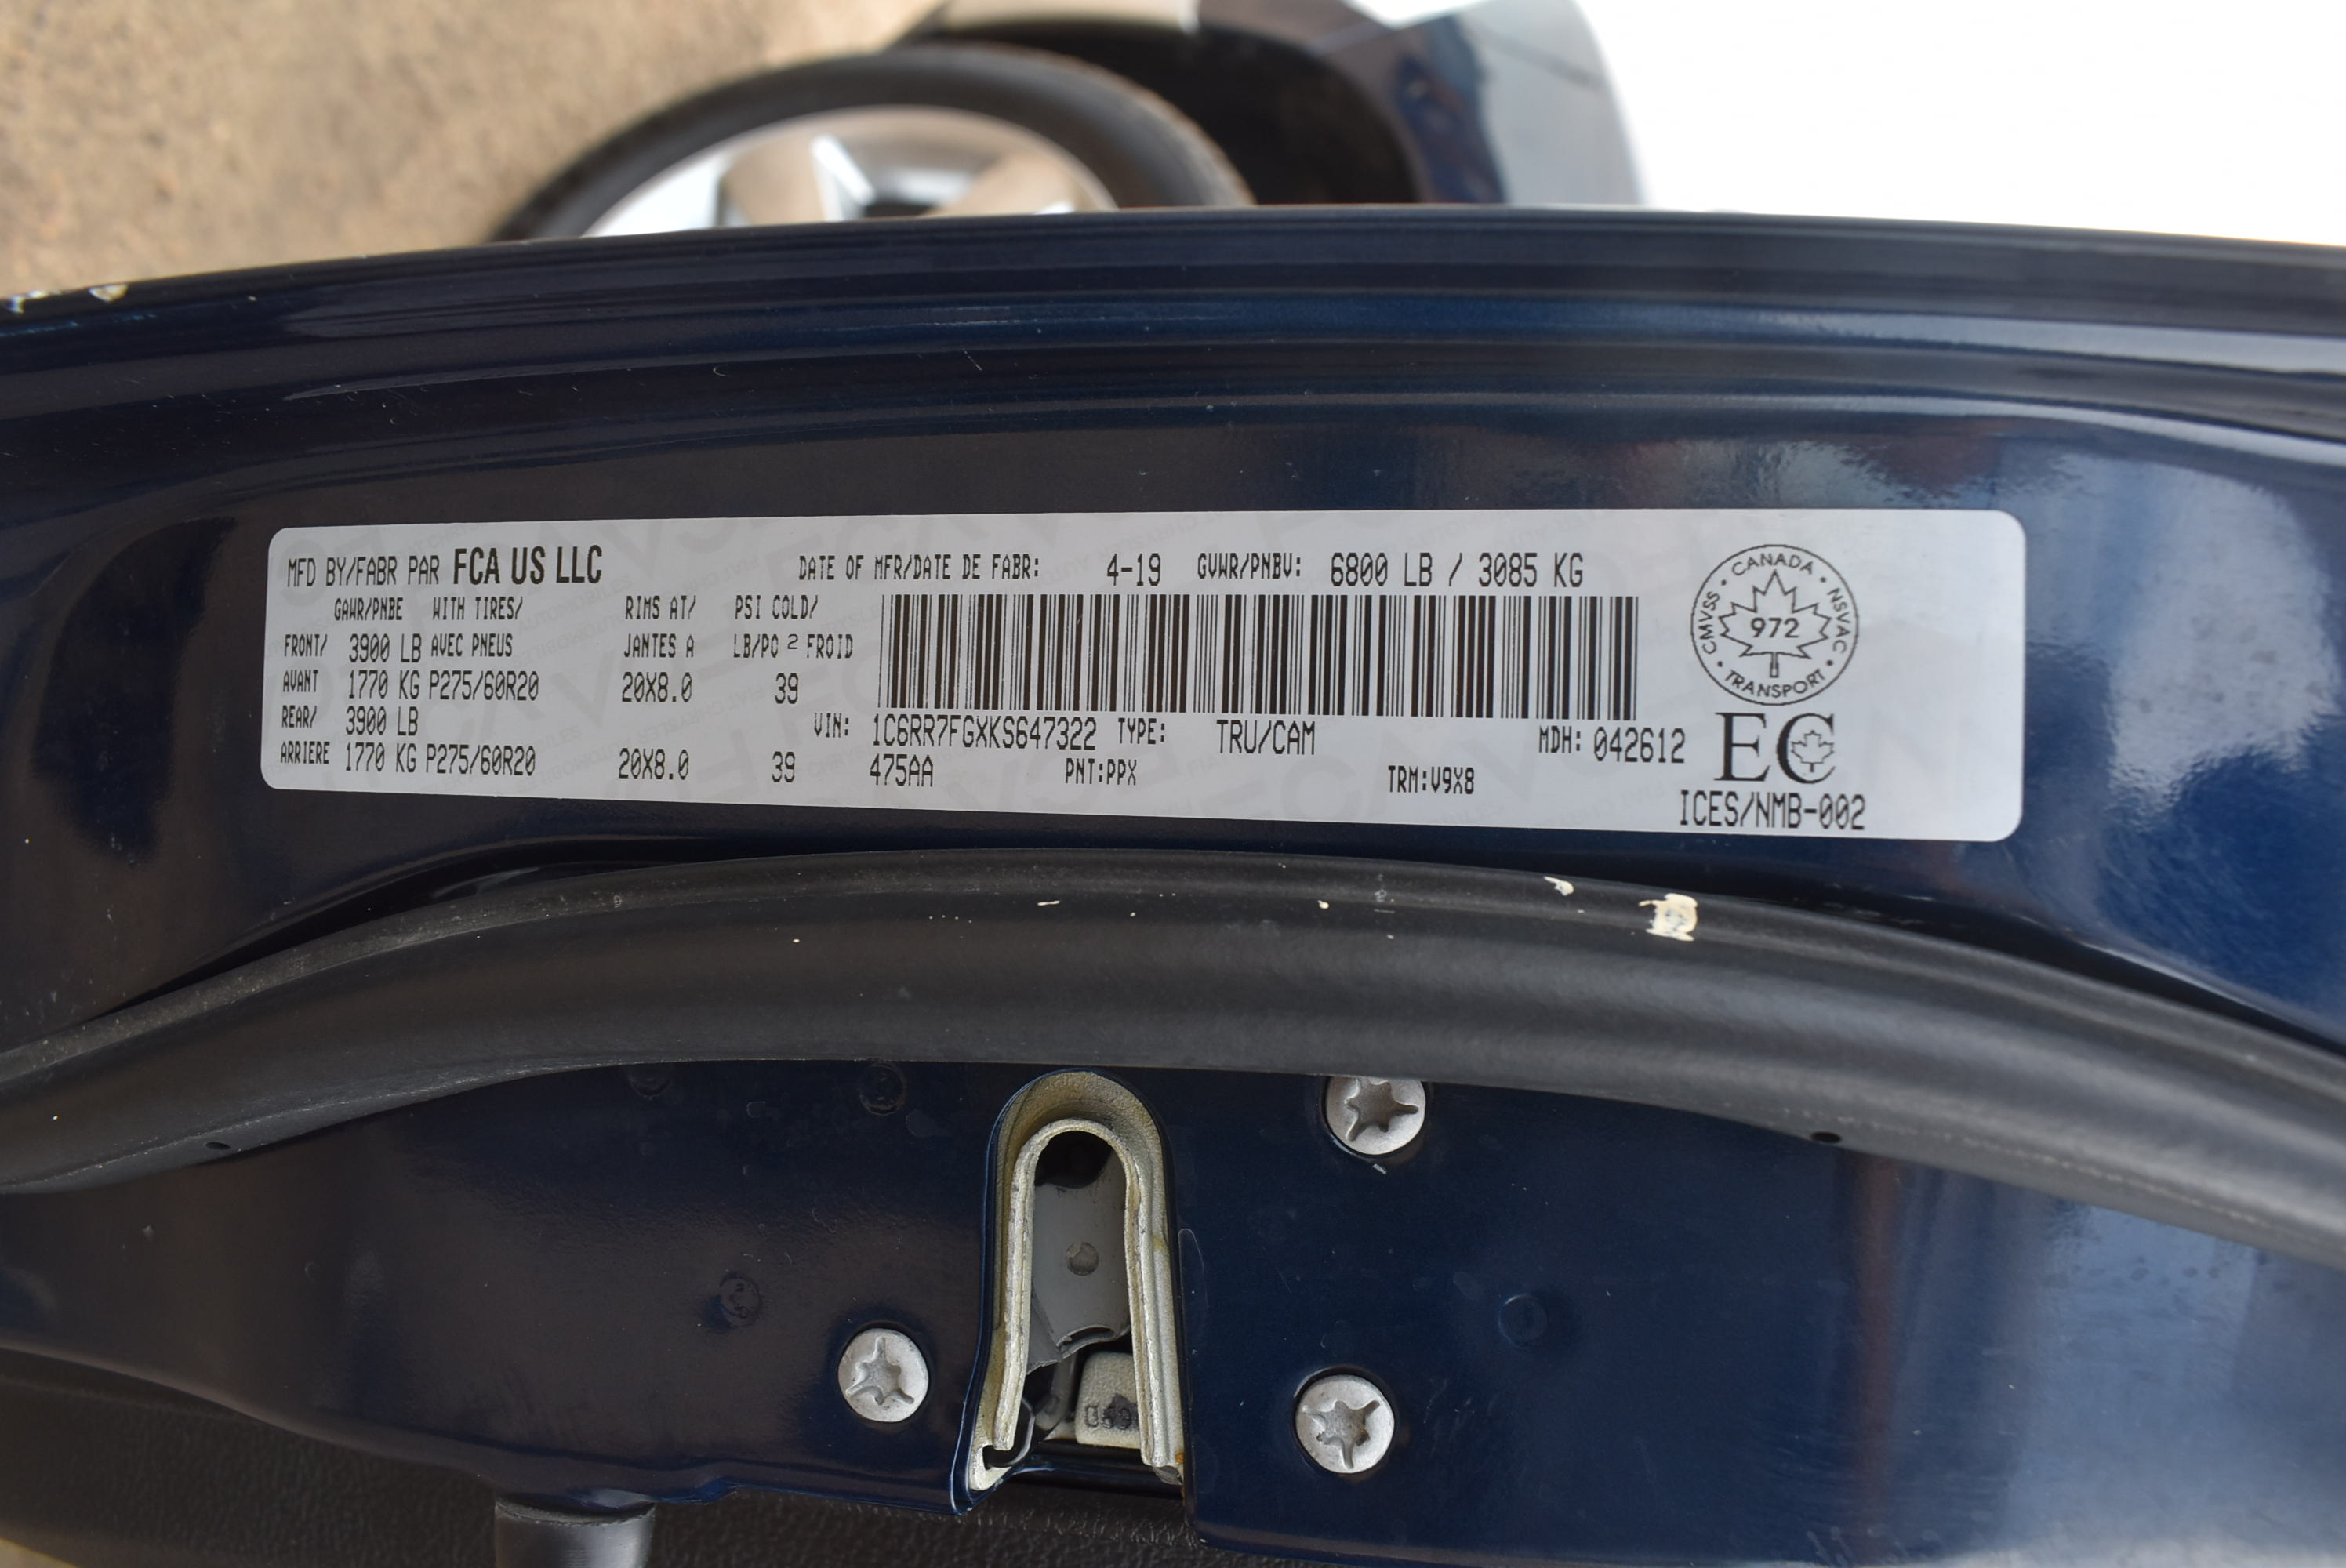 MFD BY/FABR PAR FCA US LLC DATE OF MFR/DATE DE FABR: 4-19 GVWR/PNBV: 6800 LB / 3085 KG
GAWR/PNBE WITH TIRES/ RIMS AT/ PSI COLD/
FRONT/ 3900 LB AVEC PNEUS JANTES A LB/PO 2 FROID
AVANT 1770 KG P275/60R20 20X8.0 39
REAR/ 3900 LB
ARRIERE 1770 KG P275/60R20 20X8.0 39
VIN: 1C6RR7FGXKS647322 TYPE: TRU/CAM MDH: 042612
475AA PNT:PPX TRM:V9X8
CANADA
CMVSS
NSVAC
972
TRANSPORT
EC
ICES/NMB-002